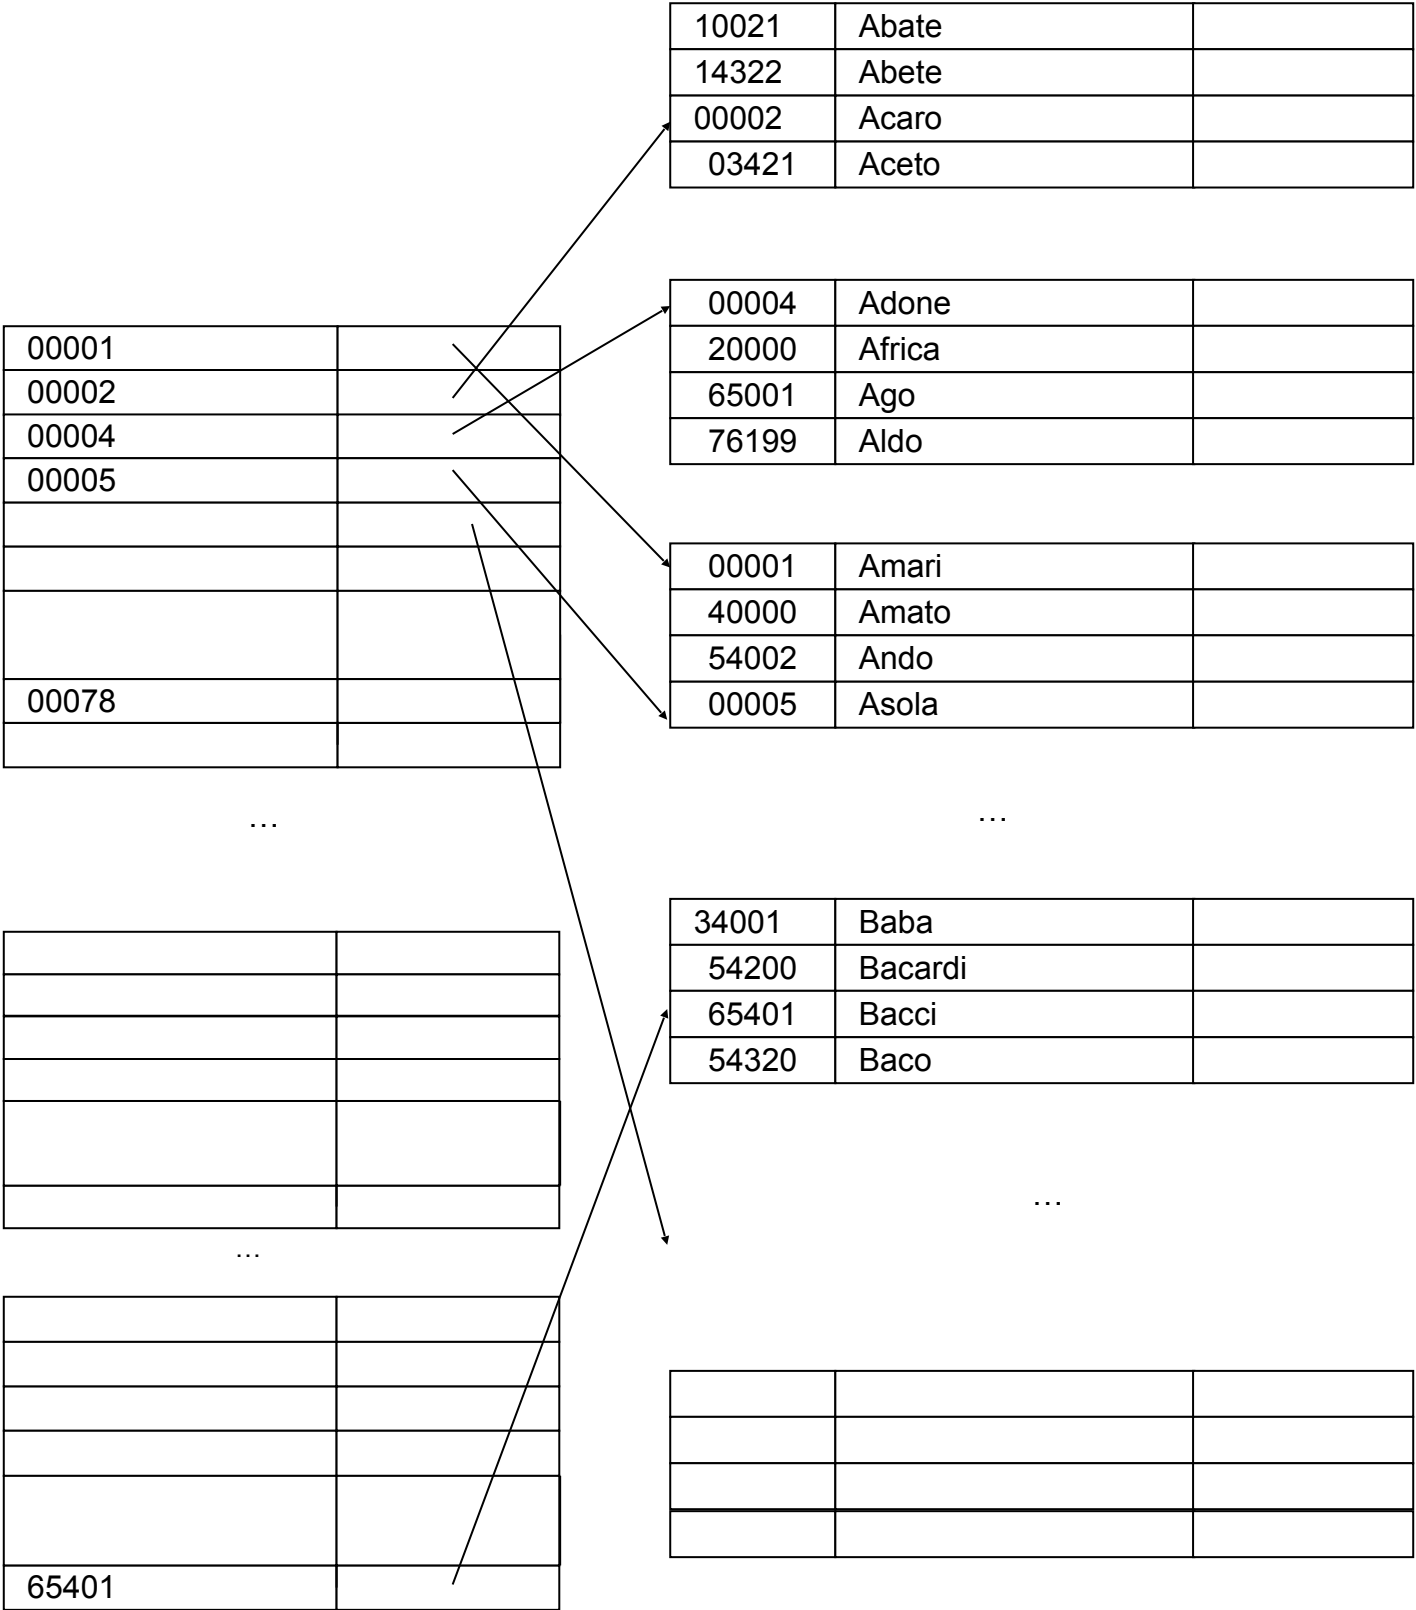 00001
00002
00004
00005
00078
…
…
65401
10021 Abate
14322 Abete
00002 Acaro
03421 Aceto
00004 Adone
20000 Africa
65001 Ago
76199 Aldo
00001 Amari
40000 Amato
54002 Ando
00005 Asola
…
34001 Baba
54200 Bacardi
65401 Bacci
54320 Baco
…